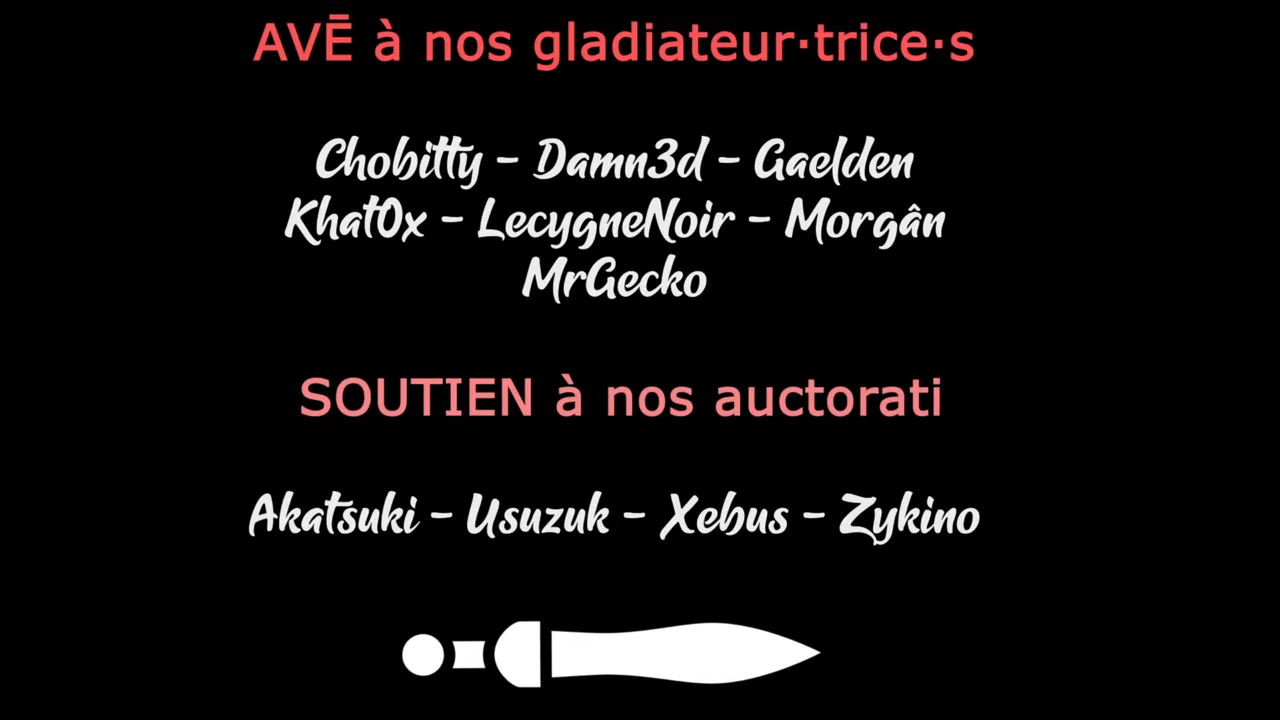 AVĒ à nos gladiateur·trice·s
Chobitty - Damn3d - Gaelden
Khat0x - LecygneNoir - Morgân
MrGecko
SOUTIEN à nos auctorati
Akatsuki - Usuzuk - Xebus - Zykino